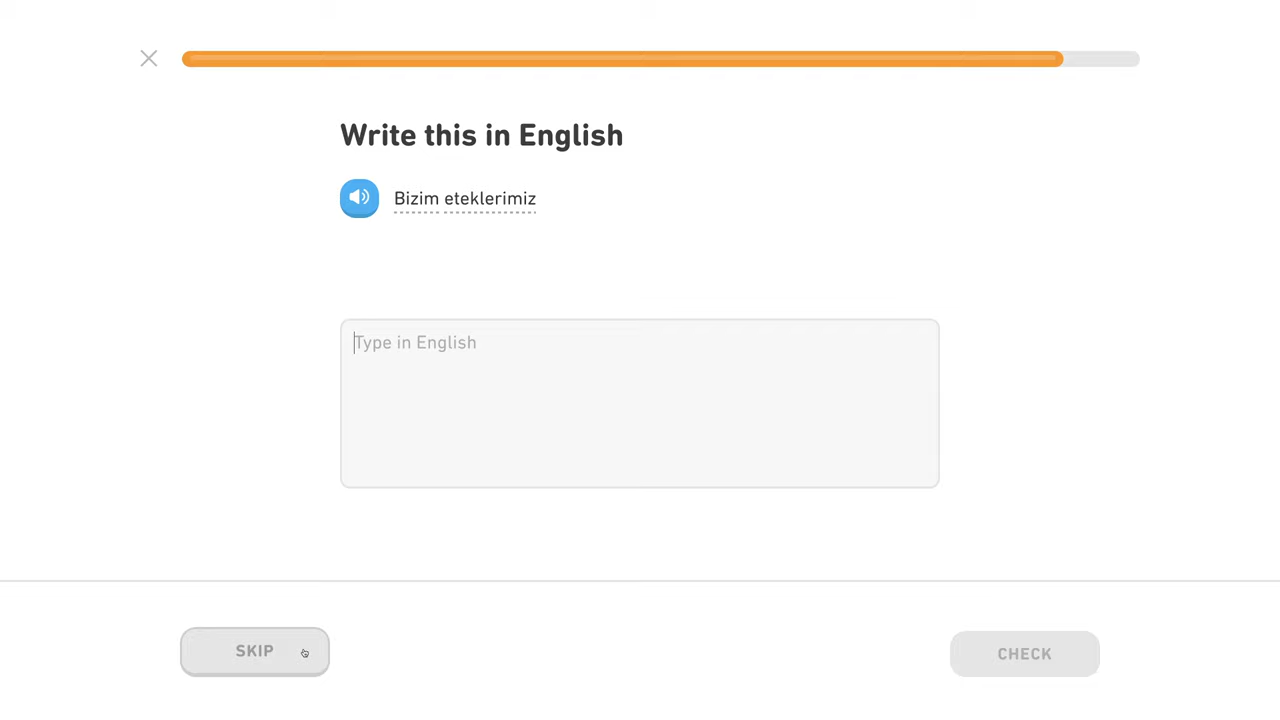 Write this in English
Bizim eteklerimiz
Type in English
SKIP
CHECK